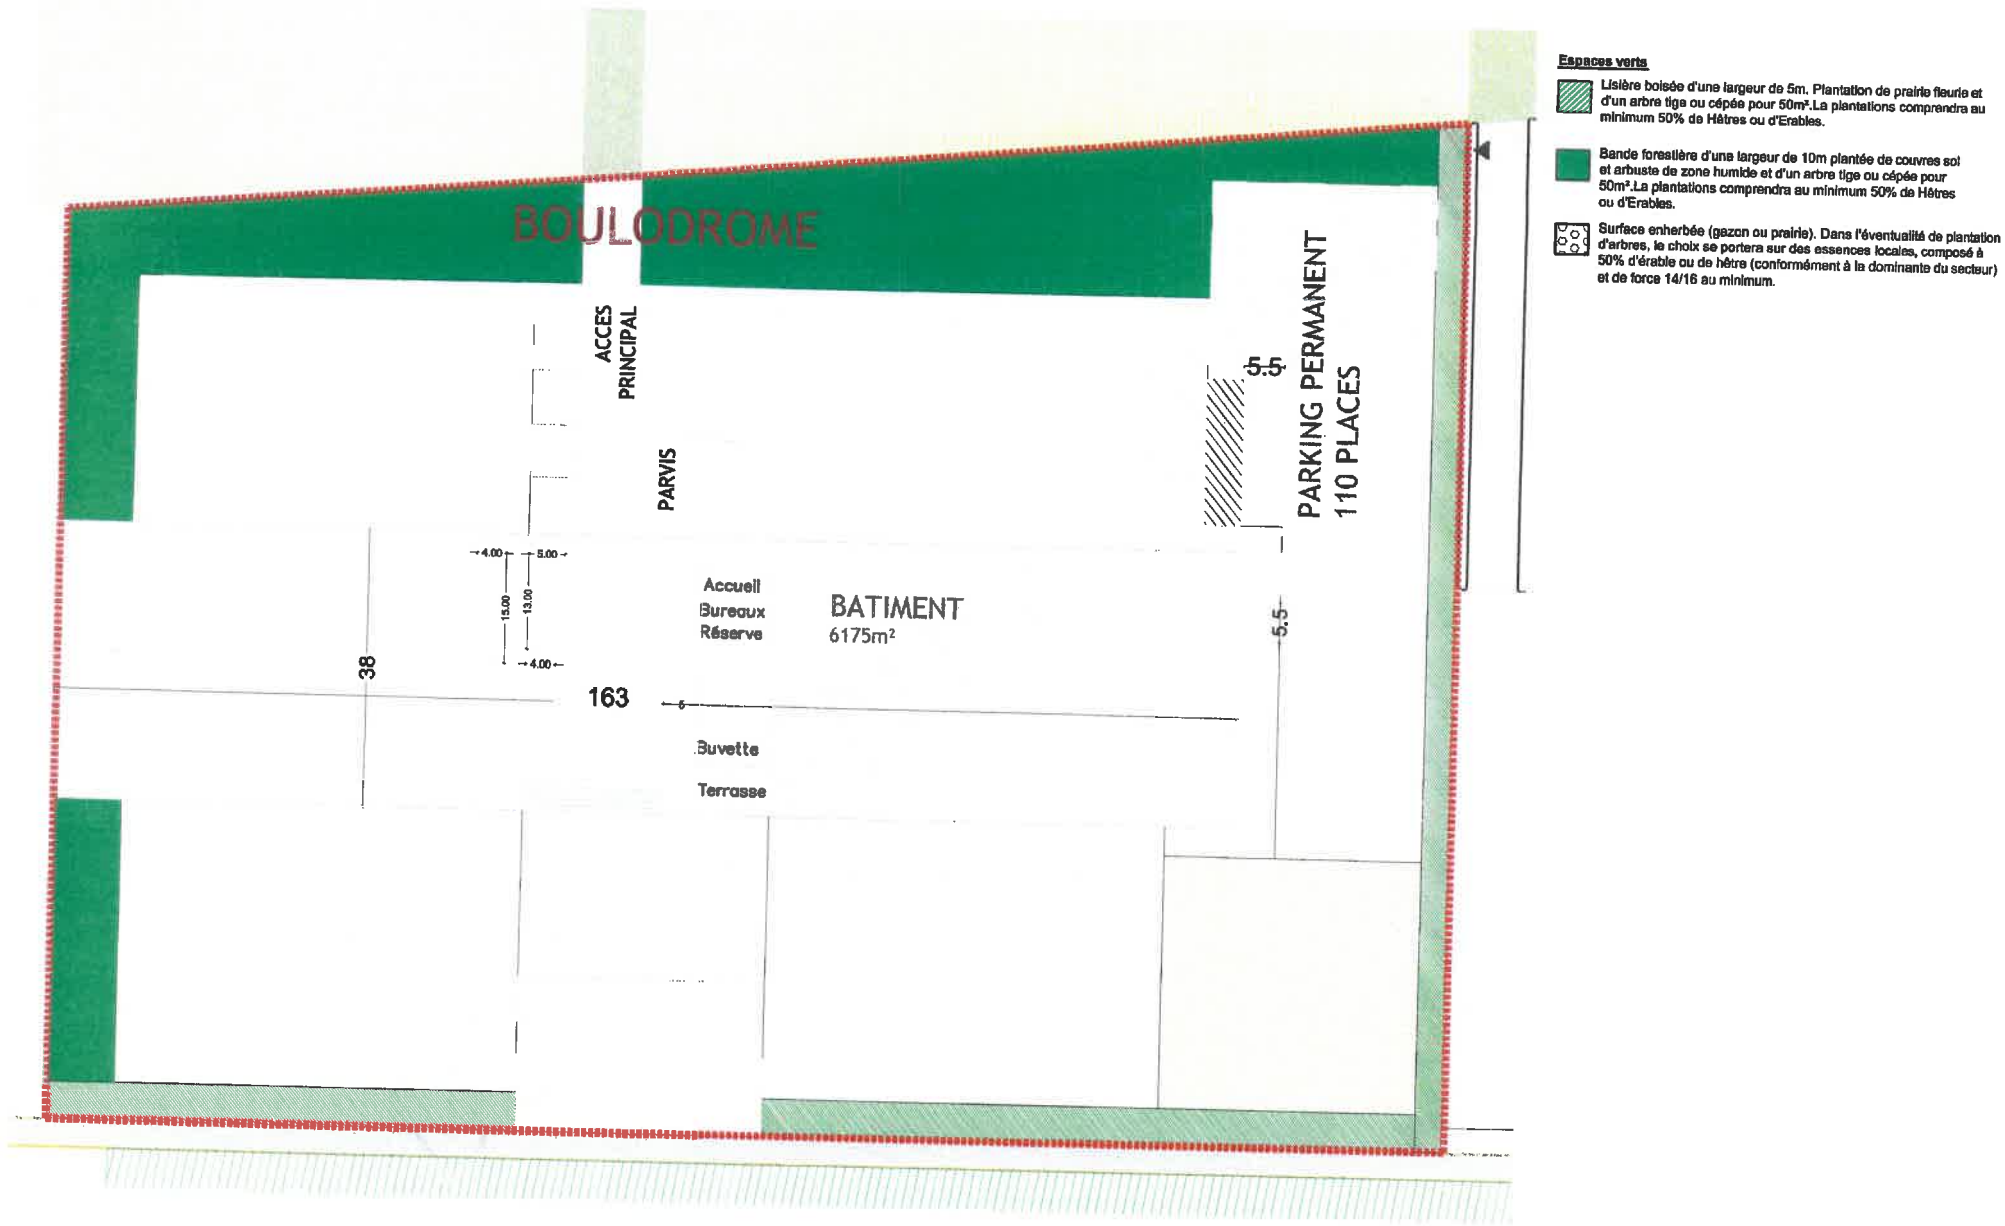 Espaces verts
Lisière boisée d'une largeur de 5m. Plantation de prairie fleurie et
d'un arbre tige ou cépée pour 50m².La plantations comprendra au
minimum 50% de Hêtres ou d'Erables.
Bande forestière d'une largeur de 10m plantée de couvres sol
et arbuste de zone humide et d'un arbre tige ou cépée pour
50m².La plantations comprendra au minimum 50% de Hêtres
ou d'Erables.
Surface enherbée (gazon ou prairie). Dans l'éventualité de plantation
d'arbres, le choix se portera sur des essences locales, composé à
50% d'érable ou de hêtre (conformément à la dominante du secteur)
et de force 14/16 au minimum.
BOULODROME
ACCES
PRINCIPAL
PARVIS
5.5
PARKING PERMANENT
110 PLACES
4.00
5.00
15.00
13.00
4.00
Accueil
Bureaux
Réserve
BATIMENT
6175m²
5.5
38
163
6
Buvette
Terrasse